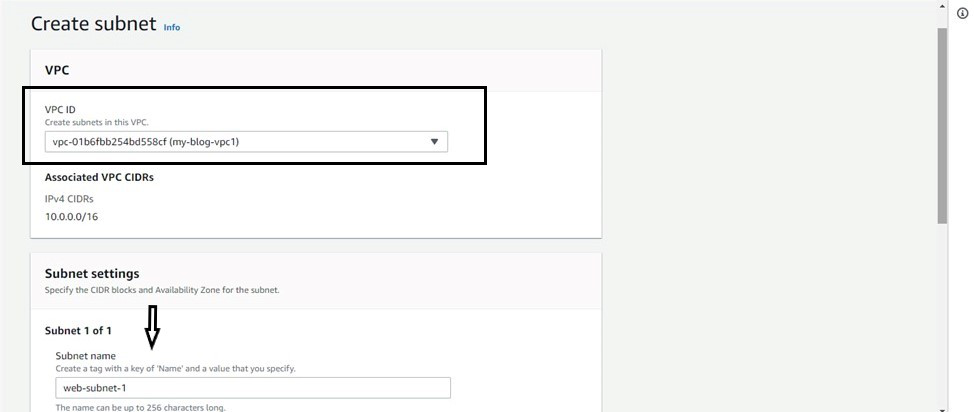 Create subnet Info
VPC
VPC ID
Create subnets in this VPC.
vpc-01b6fbb254bd558cf (my-blog-vpc1)
Associated VPC CIDRs
IPv4 CIDRs
10.0.0.0/16
Subnet settings
Specify the CIDR blocks and Availability Zone for the subnet.
Subnet 1 of 1
Subnet name
Create a tag with a key of 'Name' and a value that you specify.
web-subnet-1
The name can be up to 256 characters long.